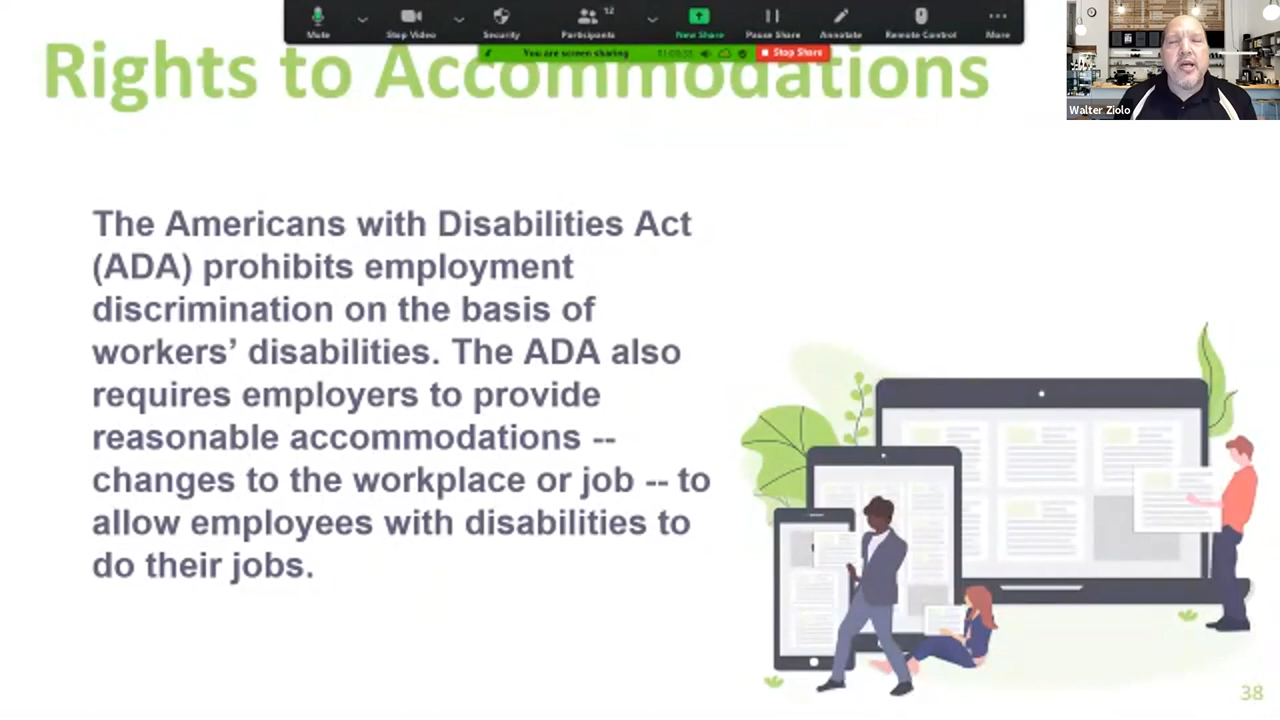 Mute
Stop Video
Security
Participants
12
New Share
Pause Share
Annotate
Remote Control
More
You are screen sharing
Stop Share
Walter Ziolo
Rights to Accommodations
The Americans with Disabilities Act
(ADA) prohibits employment
discrimination on the basis of
workers’ disabilities. The ADA also
requires employers to provide
reasonable accommodations --
changes to the workplace or job -- to
allow employees with disabilities to
do their jobs.
38